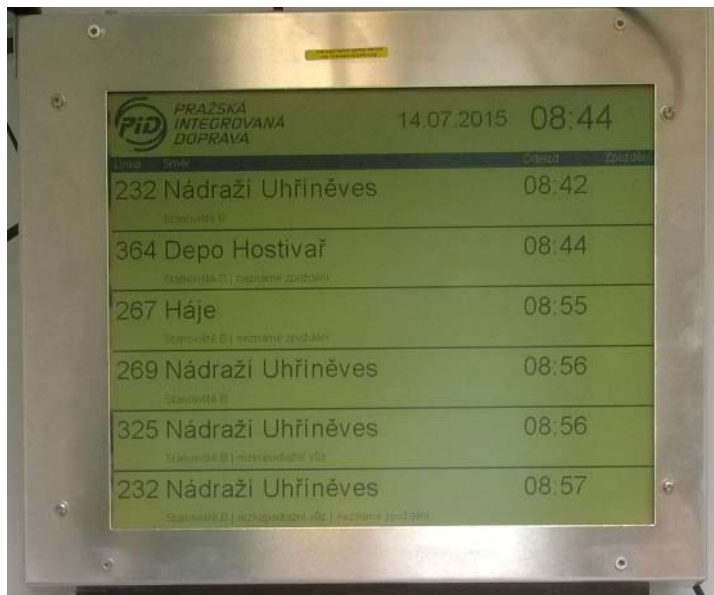 PID
PRAŽSKÁ
INTEGROVANÁ
DOPRAVA
14.07.2015 08:44
Linka Směr Odjezd Zpoždění
232 Nádraží Uhříněves 08:42
Stanoviště B
364 Depo Hostivař 08:44
Stanoviště B | neznámé zpoždění
267 Háje 08:55
Stanoviště B | neznámé zpoždění
269 Nádraží Uhříněves 08:56
Stanoviště B
325 Nádraží Uhříněves 08:56
Stanoviště B | nízkopodlažní vůz
232 Nádraží Uhříněves 08:57
Stanoviště B | nízkopodlažní vůz | neznámé zpoždění